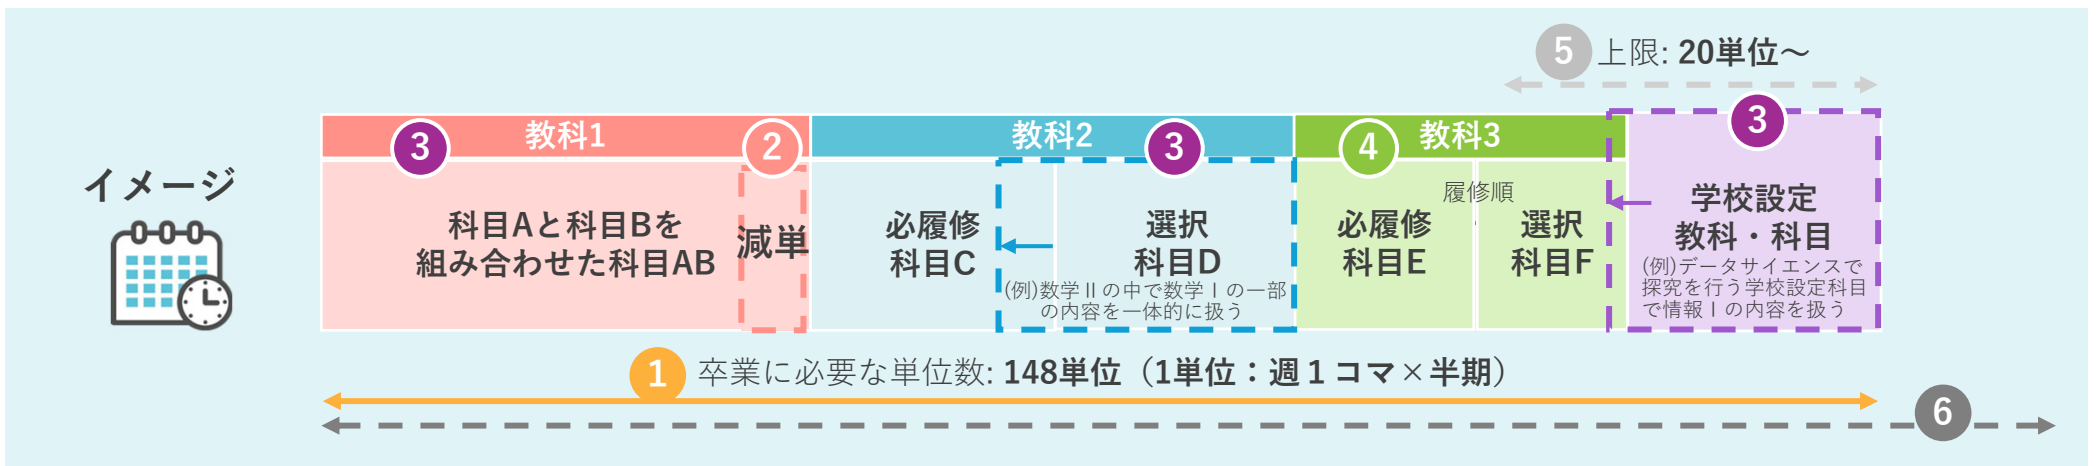 5 上限: 20単位～
教科1
教科2
教科3
3
2
3
4
3
イメージ
科目Aと科目Bを
組み合わせた科目AB
減単
必履修
科目C
選択
科目D
(例)数学Ⅱの中で数学Ⅰの一部
の内容を一体的に扱う
必履修
科目E
履修順
選択
科目F
学校設定
教科・科目
(例)データサイエンスで
探究を行う学校設定科目
で情報Ⅰの内容を扱う
1 卒業に必要な単位数: 148単位（1単位：週１コマ×半期）
6